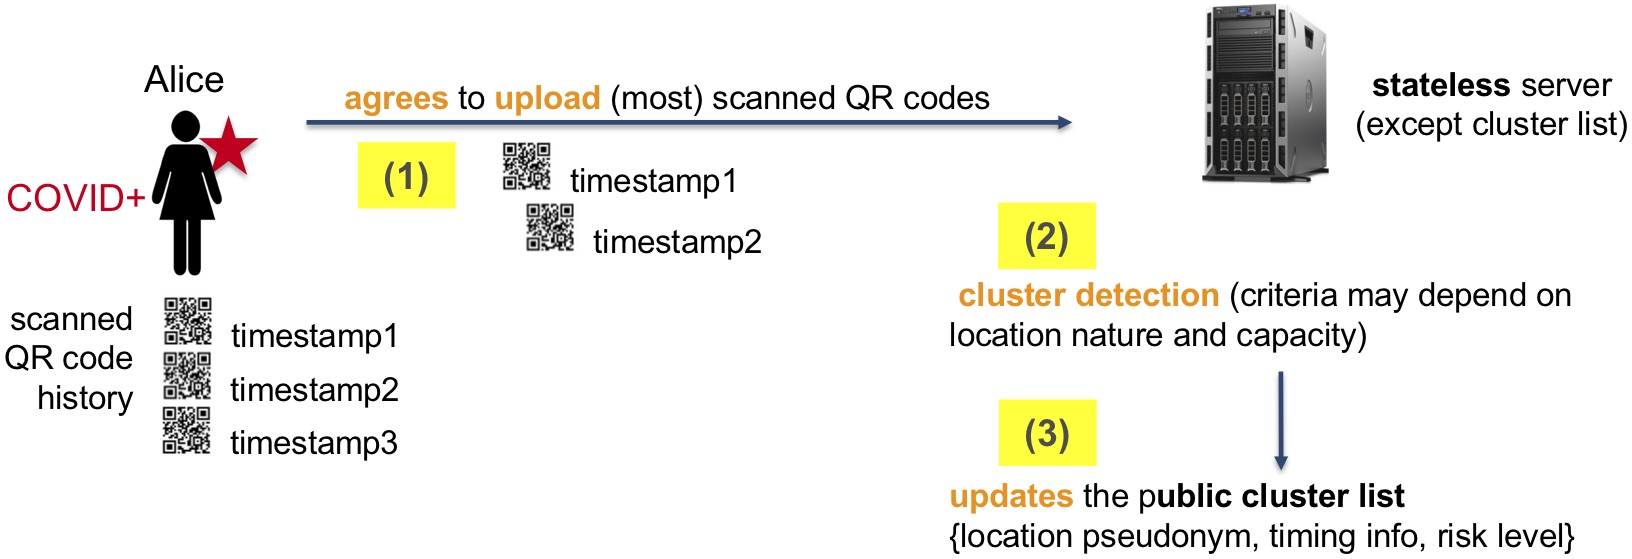 Alice
COVID+
scanned
QR code
history
timestamp1
timestamp2
timestamp3
agrees to upload (most) scanned QR codes
(1)
timestamp1
timestamp2
stateless server
(except cluster list)
(2)
cluster detection (criteria may depend on
location nature and capacity)
(3)
updates the public cluster list
{location pseudonym, timing info, risk level}